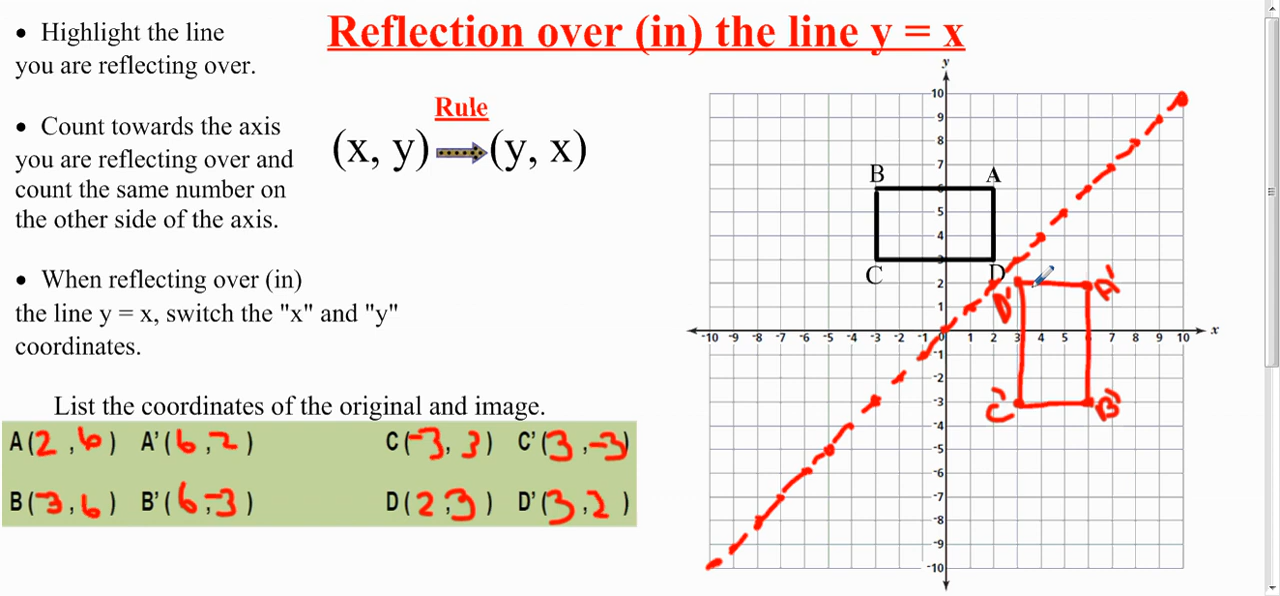 Reflection over (in) the line y = x
• Highlight the line
you are reflecting over.
• Count towards the axis
you are reflecting over and
count the same number on
the other side of the axis.
• When reflecting over (in)
the line y = x, switch the "x" and "y"
coordinates.
Rule
(x, y) (y, x)
List the coordinates of the original and image.
A(2,6) A'(6,2) C(-3,3) C'(3,-3)
B(-3,6) B'(6,-3) D(2,3) D'(3,2)
y
10
9
8
7
B A
6
5
4
3
C D
2
D' A'
1
-10 -9 -8 -7 -6 -5 -4 -3 -2 -1 0 1 2 3 4 5 6 7 8 9 10 x
-1
-2
-3
C' B'
-4
-5
-6
-7
-8
-9
-10